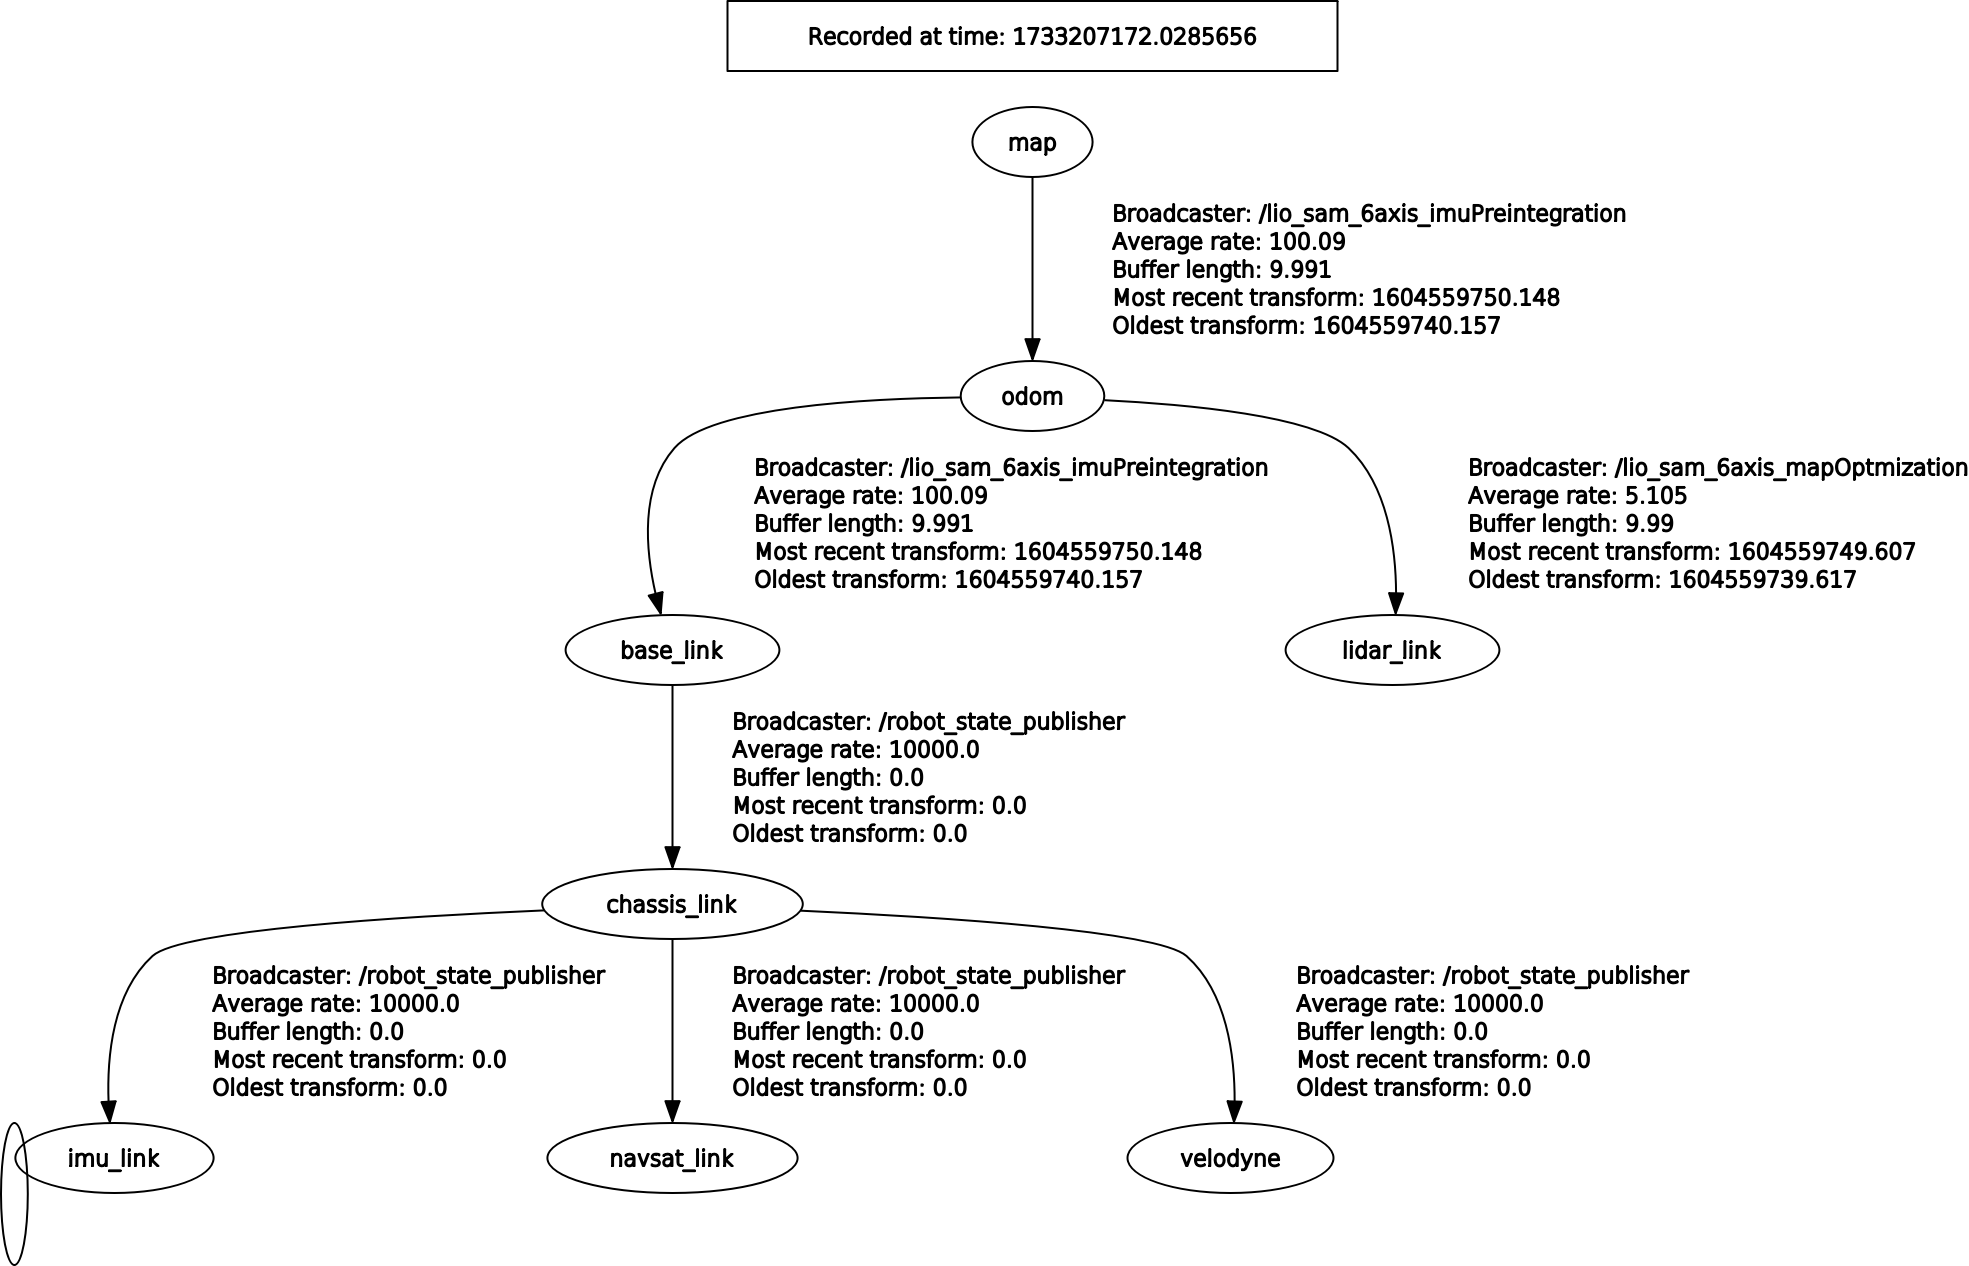 Recorded at time: 1733207172.0285656
map
Broadcaster: /lio_sam_6axis_imuPreintegration
Average rate: 100.09
Buffer length: 9.991
Most recent transform: 1604559750.148
Oldest transform: 1604559740.157
odom
Broadcaster: /lio_sam_6axis_imuPreintegration
Average rate: 100.09
Buffer length: 9.991
Most recent transform: 1604559750.148
Oldest transform: 1604559740.157
Broadcaster: /lio_sam_6axis_mapOptmization
Average rate: 5.105
Buffer length: 9.99
Most recent transform: 1604559749.607
Oldest transform: 1604559739.617
base_link
lidar_link
Broadcaster: /robot_state_publisher
Average rate: 10000.0
Buffer length: 0.0
Most recent transform: 0.0
Oldest transform: 0.0
chassis_link
Broadcaster: /robot_state_publisher
Average rate: 10000.0
Buffer length: 0.0
Most recent transform: 0.0
Oldest transform: 0.0
Broadcaster: /robot_state_publisher
Average rate: 10000.0
Buffer length: 0.0
Most recent transform: 0.0
Oldest transform: 0.0
Broadcaster: /robot_state_publisher
Average rate: 10000.0
Buffer length: 0.0
Most recent transform: 0.0
Oldest transform: 0.0
imu_link
navsat_link
velodyne